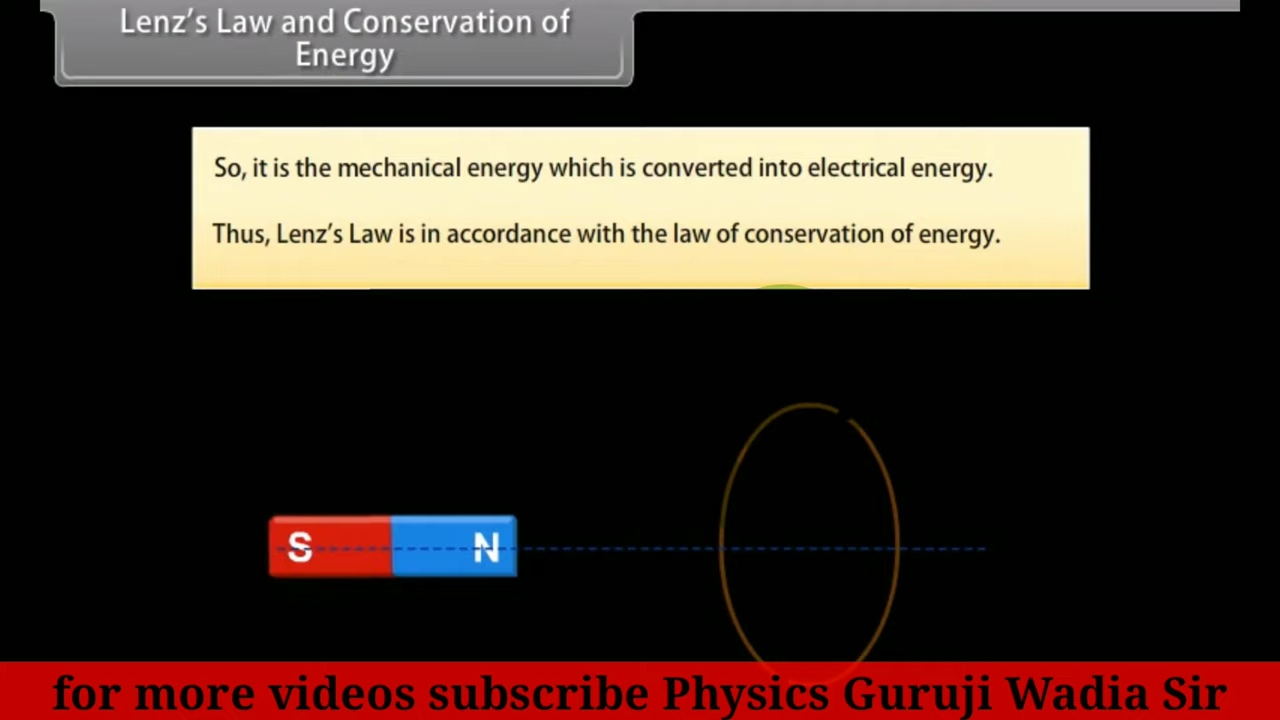 Lenz's Law and Conservation of
Energy
So, it is the mechanical energy which is converted into electrical energy.
Thus, Lenz's Law is in accordance with the law of conservation of energy.
S N
for more videos subscribe Physics Guruji Wadia Sir